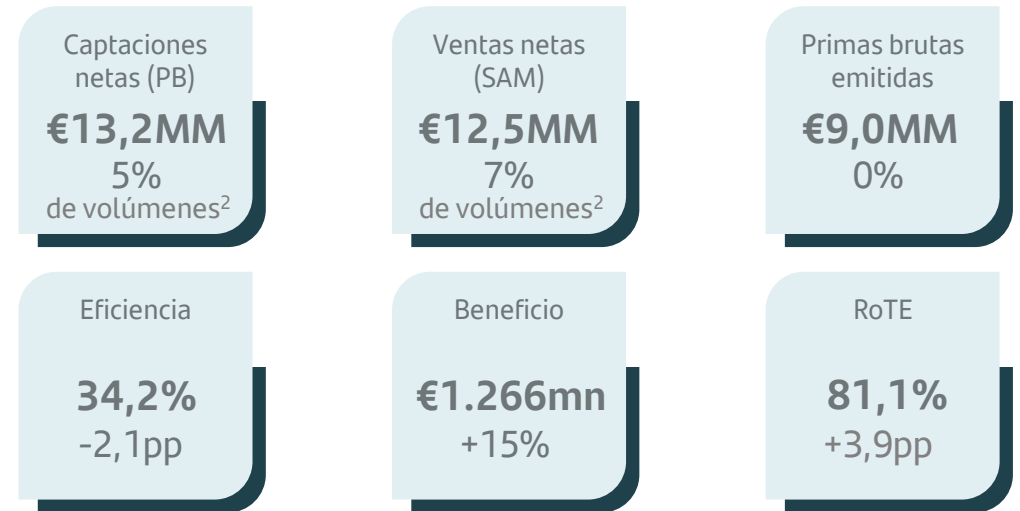 Captaciones
netas (PB)
€13,2MM
5%
de volúmenes²
Ventas netas
(SAM)
€12,5MM
7%
de volúmenes²
Primas brutas
emitidas
€9,0MM
0%
Eficiencia
34,2%
-2,1pp
Beneficio
€1.266mn
+15%
RoTE
81,1%
+3,9pp